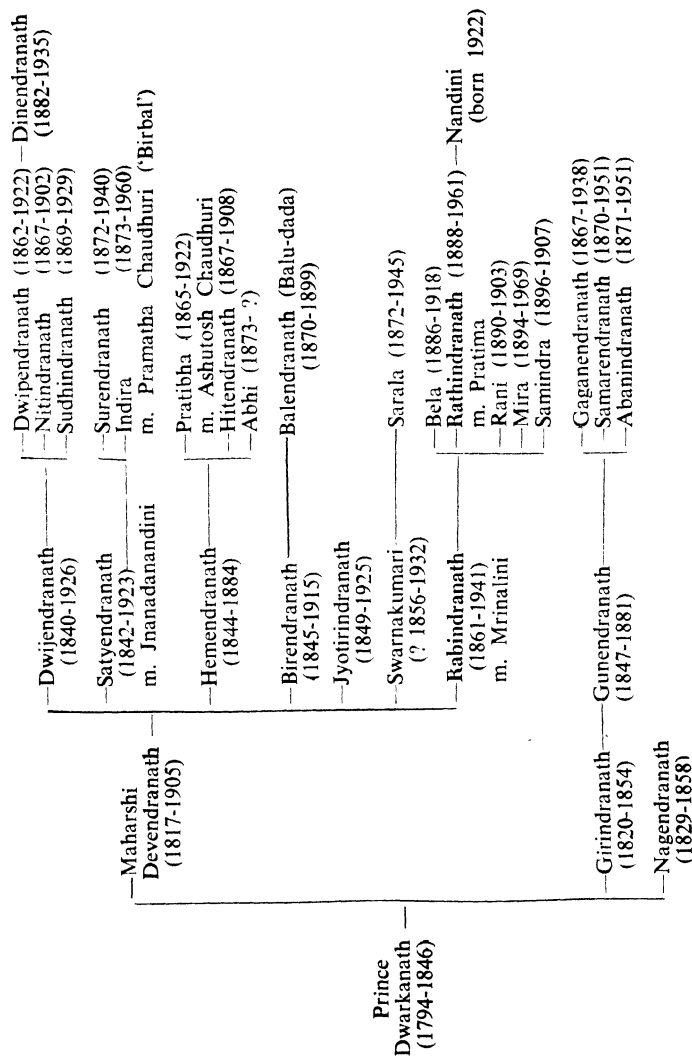 Prince
Dwarkanath
(1794-1846)
Maharshi
Devendranath
(1817-1905)
Girindranath
(1820-1854)
Nagendranath
(1829-1858)
Dwijendranath
(1840-1926)
Satyendranath
(1842-1923)
m. Jnanadanandini
Hemendranath
(1844-1884)
Birendranath
(1845-1915)
Jyotirindranath
(1849-1925)
Swarnakumari
(? 1856-1932)
Rabindranath
(1861-1941)
m. Mrinalini
Gunendranath
(1847-1881)
Dwipendranath (1862-1922)
Nitindranath (1867-1902)
Sudhindranath (1869-1929)
Surendranath (1872-1940)
Indira (1873-1960)
m. Pramatha Chaudhuri ('Birbal')
Pratibha (1865-1922)
m. Ashutosh Chaudhuri
Hitendranath (1867-1908)
Abhi (1873- ?)
Balendranath (Balu-dada)
(1870-1899)
Sarala (1872-1945)
Bela (1886-1918)
Rathindranath (1888-1961)
m. Pratima
Rani (1890-1903)
Mira (1894-1969)
Samindra (1896-1907)
Gaganendranath (1867-1938)
Samarendranath (1870-1951)
Abanindranath (1871-1951)
Dinendranath
(1882-1935)
Nandini
(born 1922)